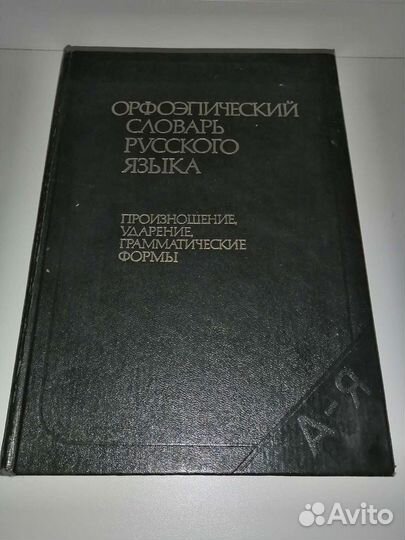 ОРФОЭПИЧЕСКИЙ
СЛОВАРЬ
РУССКОГО
ЯЗЫКА
ПРОИЗНОШЕНИЕ,
УДАРЕНИЕ,
ГРАММАТИЧЕСКИЕ
ФОРМЫ
А-Я
Avito